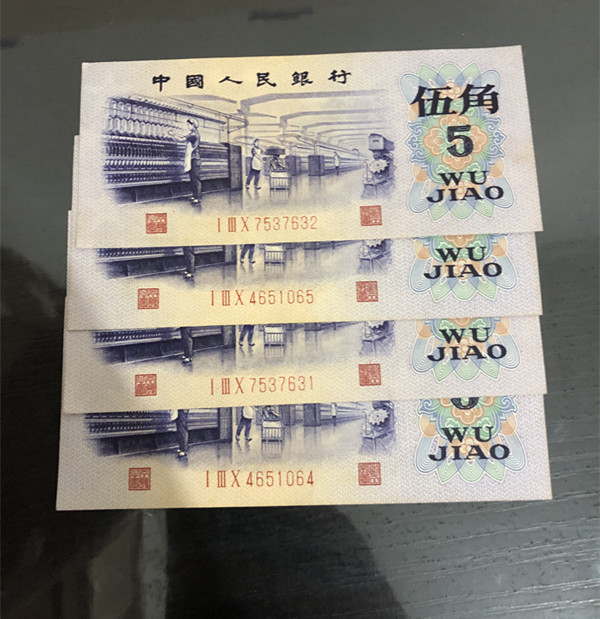 中國人民銀行
伍角
5
WU
JIAO
I III X 7537632
WU
JIAO
I III X 4651065
WU
JIAO
I III X 7537631
WU
JIAO
I III X 4651064